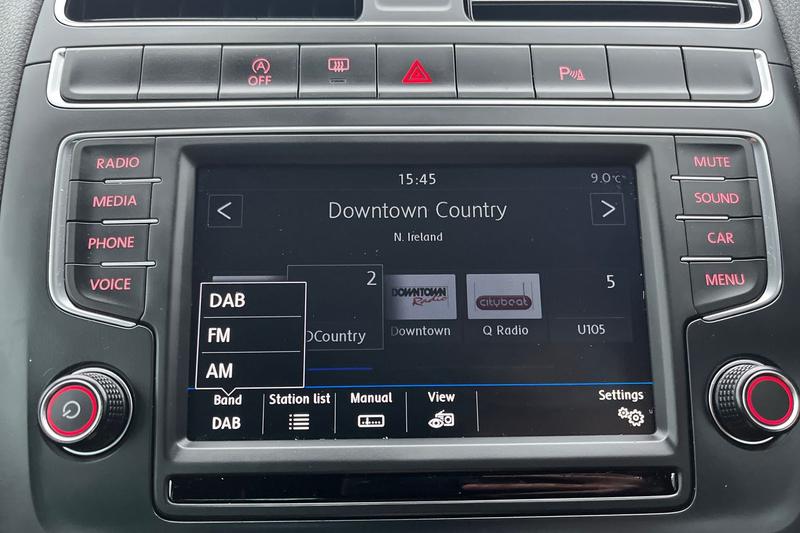 A
OFF
P
RADIO
MEDIA
PHONE
VOICE
MUTE
SOUND
CAR
MENU
15:45
9.0°C
<
Downtown Country
>
N. Ireland
2
DCountry
DOWNTOWN
Radio
Downtown
citybeat
Q Radio
5
U105
DAB
FM
AM
Band
DAB
Station list
Manual
View
Settings